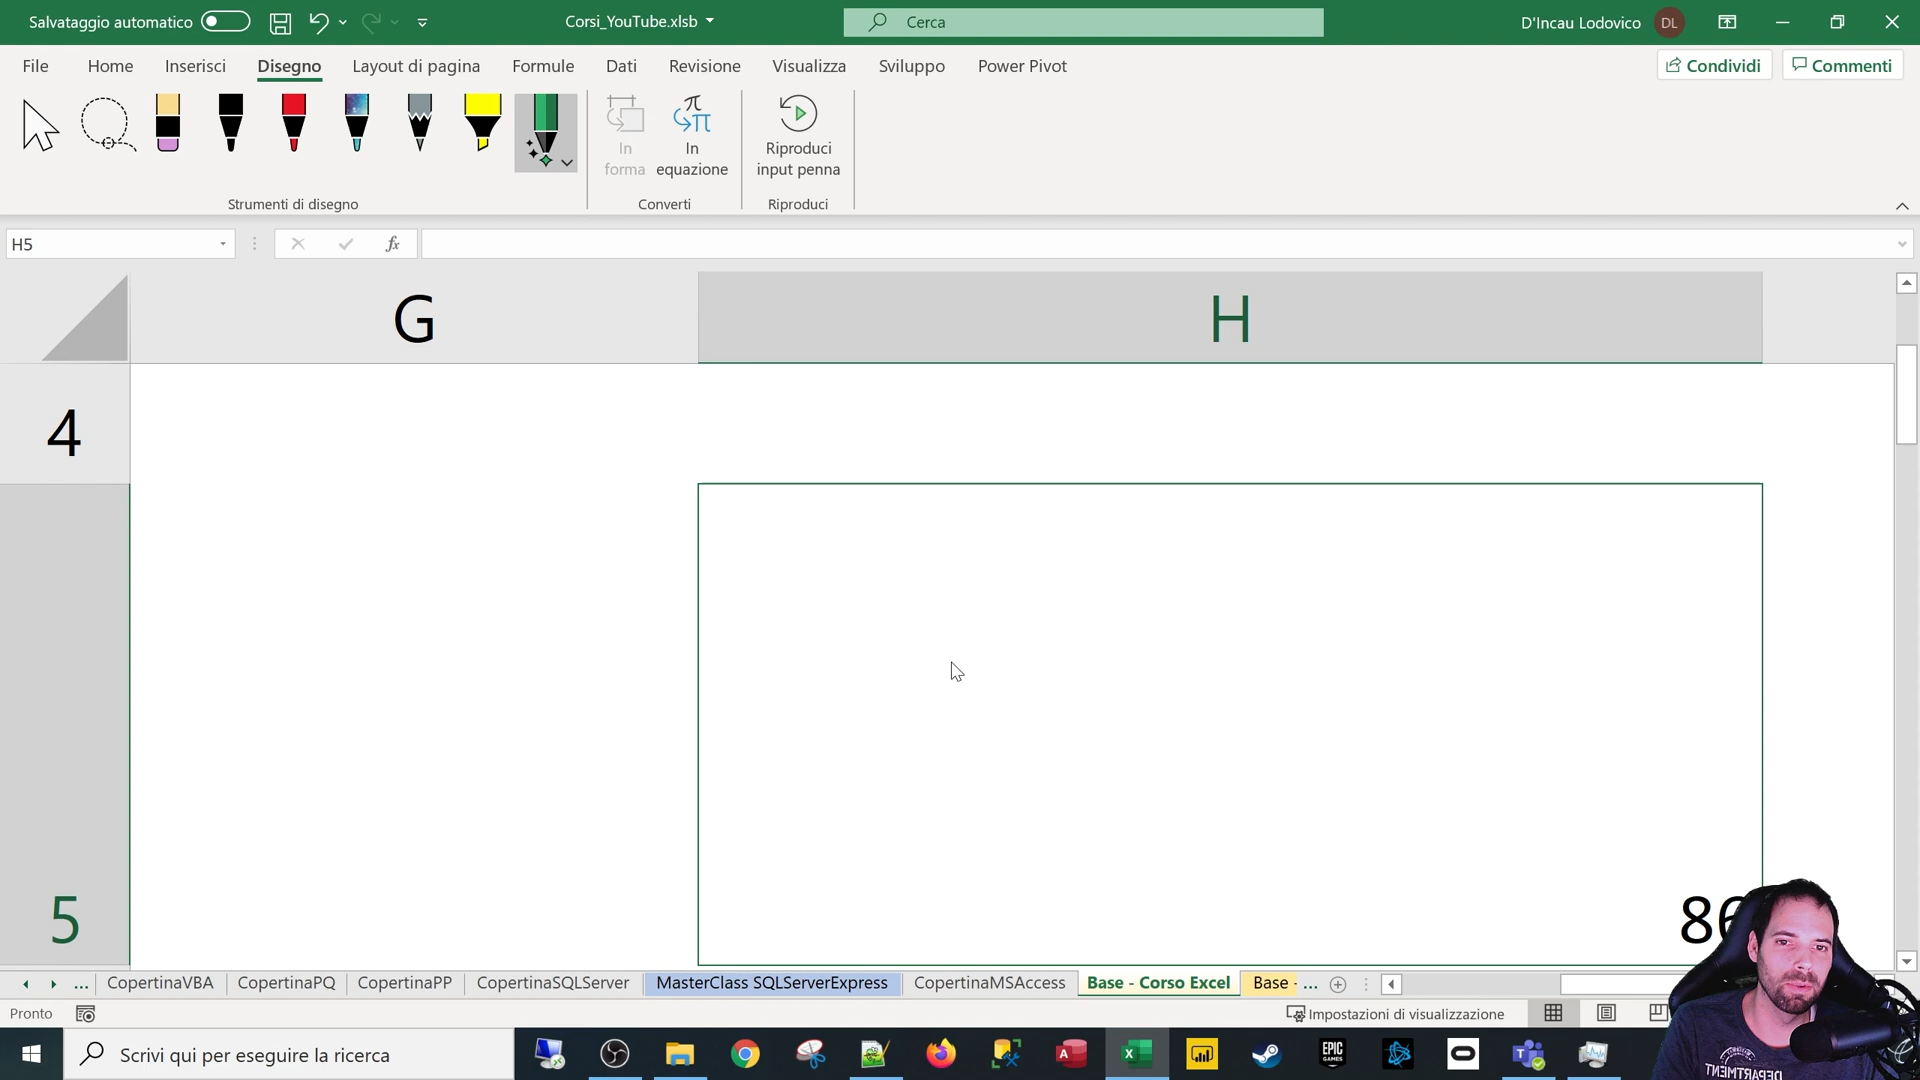 Salvataggio automatico
Corsi_YouTube.xlsb
Cerca
D'Incau Lodovico
DL
File
Home
Inserisci
Disegno
Layout di pagina
Formule
Dati
Revisione
Visualizza
Sviluppo
Power Pivot
Condividi
Commenti
In forma
In equazione
Riproduci input penna
Strumenti di disegno
Converti
Riproduci
H5
fx
G
H
4
5
CopertinaVBA
CopertinaPQ
CopertinaPP
CopertinaSQLServer
MasterClass SQLServerExpress
CopertinaMSAccess
Base - Corso Excel
Base - ...
Pronto
Impostazioni di visualizzazione
Scrivi qui per eseguire la ricerca
EPIC GAMES
DEPARTMENT